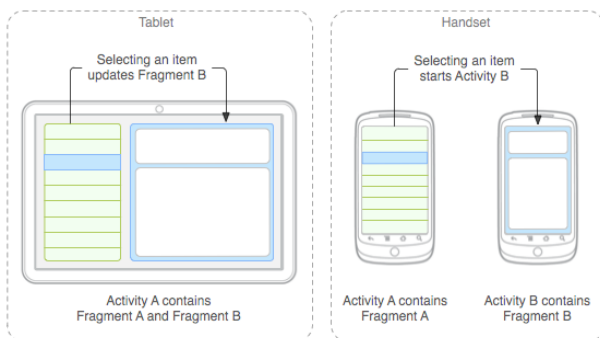 Tablet
Selecting an item
updates Fragment B
Activity A contains
Fragment A and Fragment B
Handset
Selecting an item
starts Activity B
Activity A contains
Fragment A
Activity B contains
Fragment B